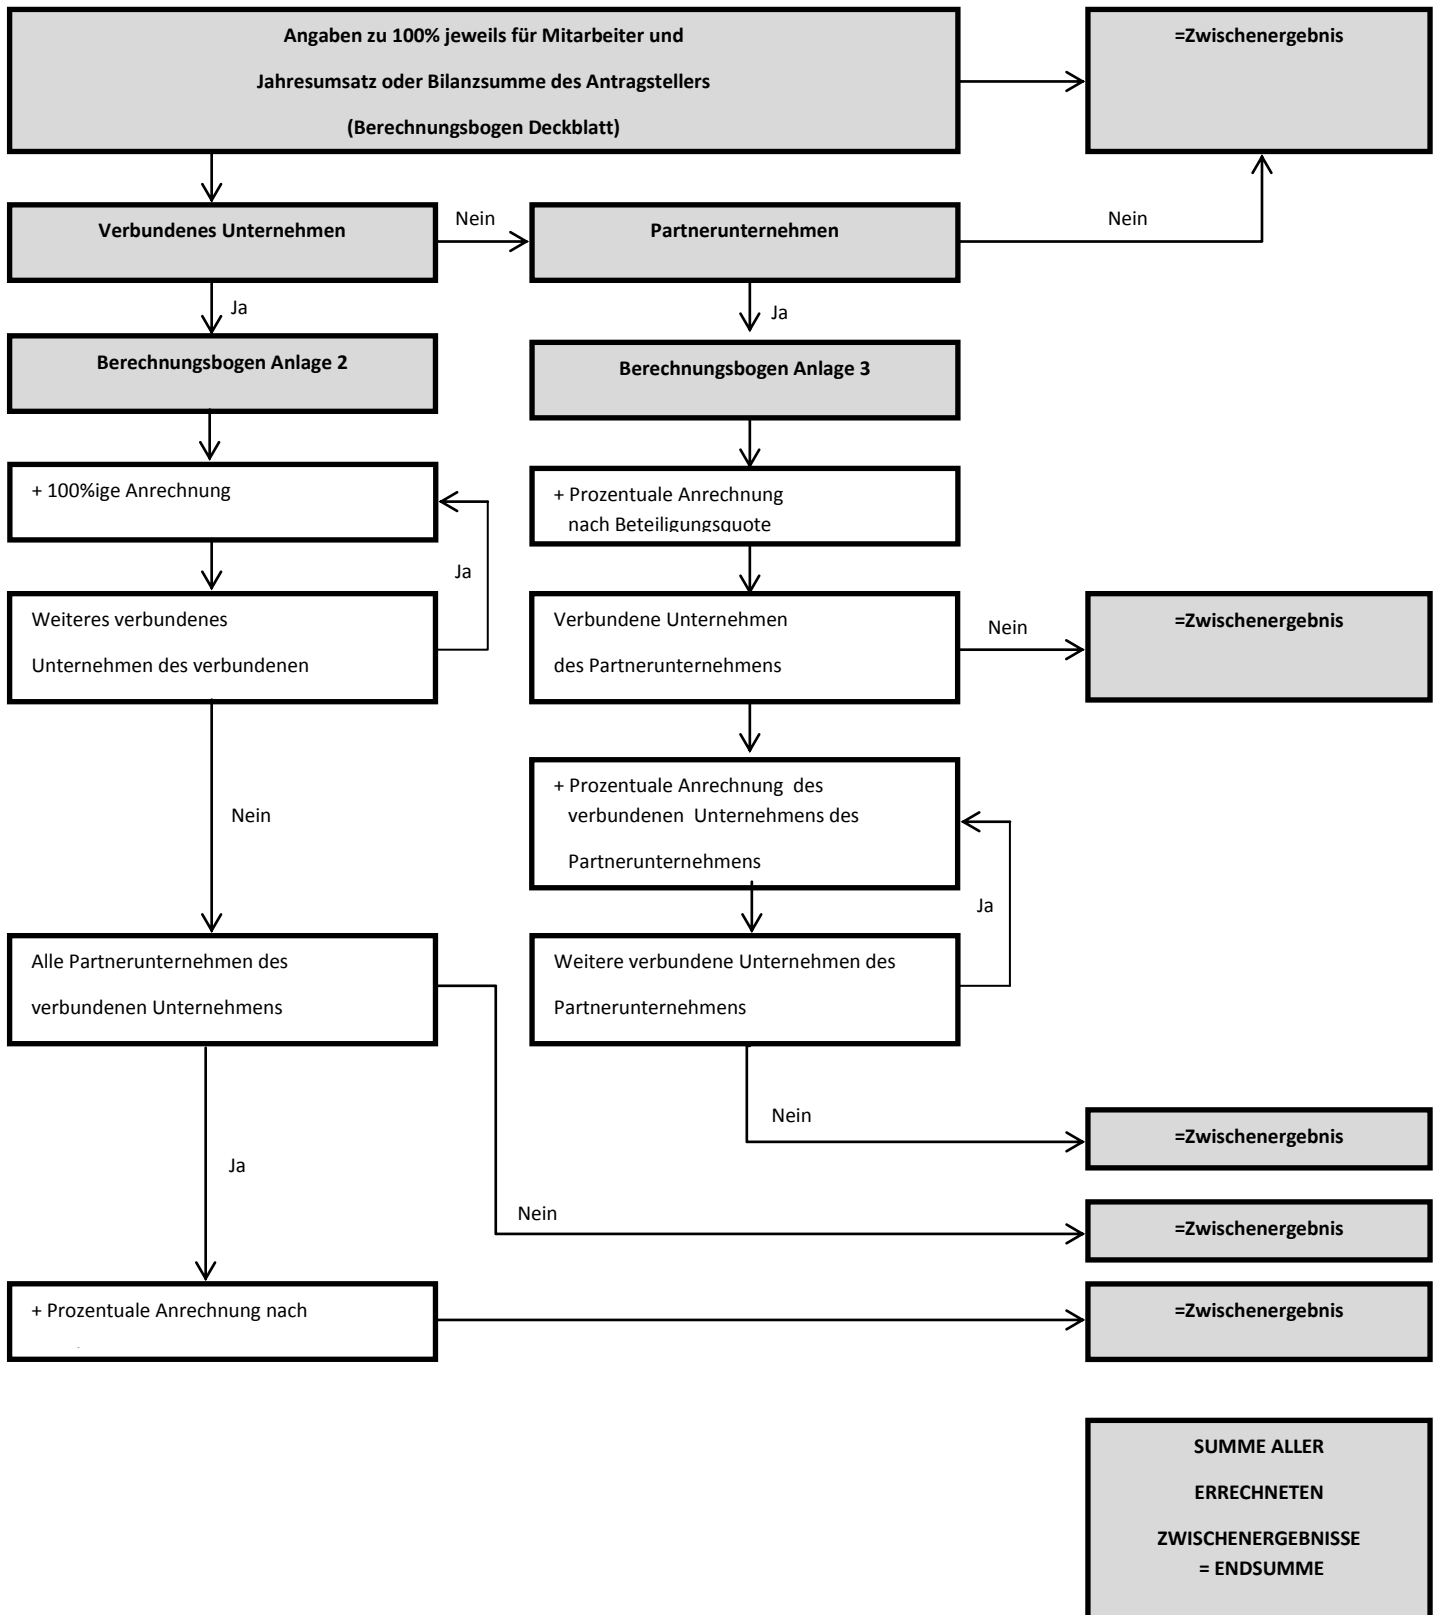 Angaben zu 100% jeweils für Mitarbeiter und
Jahresumsatz oder Bilanzsumme des Antragstellers
(Berechnungsbogen Deckblatt)
=Zwischenergebnis
Verbundenes Unternehmen
Nein
Partnerunternehmen
Nein
Ja
Ja
Berechnungsbogen Anlage 2
Berechnungsbogen Anlage 3
+ 100%ige Anrechnung
+ Prozentuale Anrechnung
nach Beteiligungsquote
Ja
Weiteres verbundenes
Unternehmen des verbundenen
Verbundene Unternehmen
des Partnerunternehmens
Nein
=Zwischenergebnis
+ Prozentuale Anrechnung des
verbundenen Unternehmens des
Partnerunternehmens
Nein
Ja
Alle Partnerunternehmen des
verbundenen Unternehmens
Weitere verbundene Unternehmen des
Partnerunternehmens
Nein
=Zwischenergebnis
Ja
Nein
=Zwischenergebnis
+ Prozentuale Anrechnung nach
=Zwischenergebnis
SUMME ALLER
ERRECHNETEN
ZWISCHENERGEBNISSE
= ENDSUMME